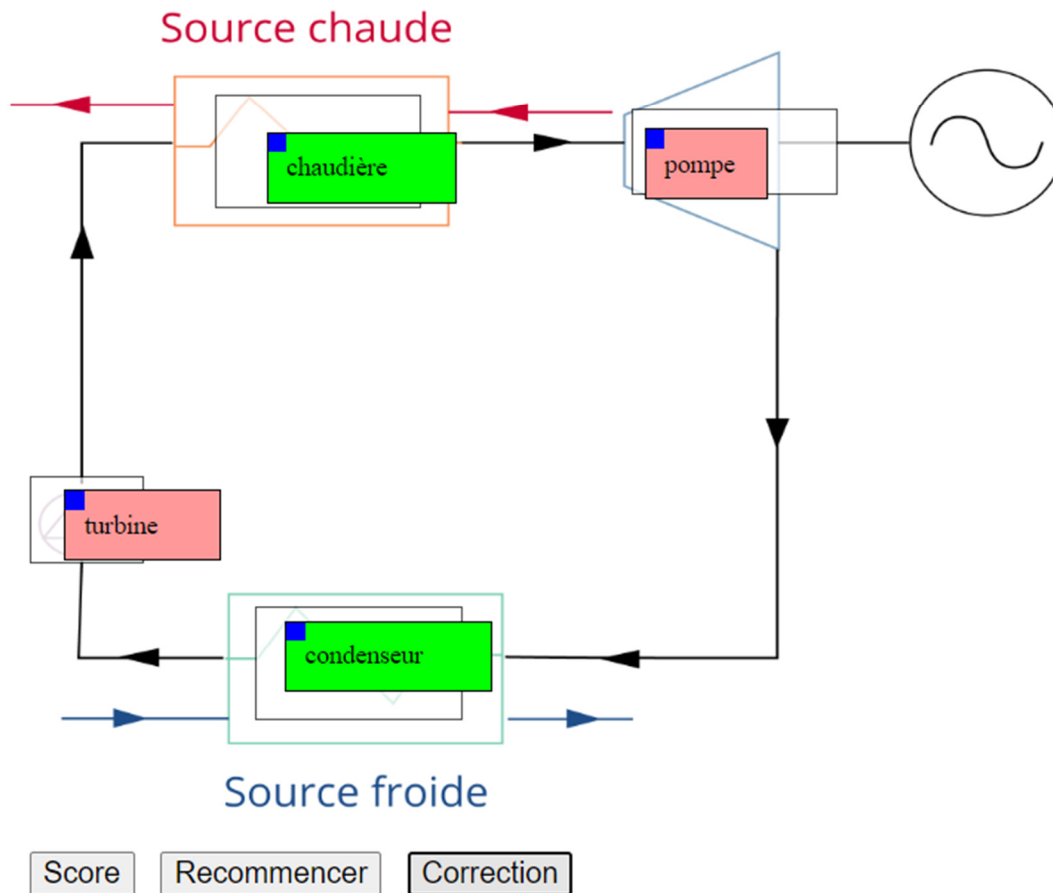 Source chaude
chaudière
pompe
turbine
condenseur
Source froide
Score
Recommencer
Correction